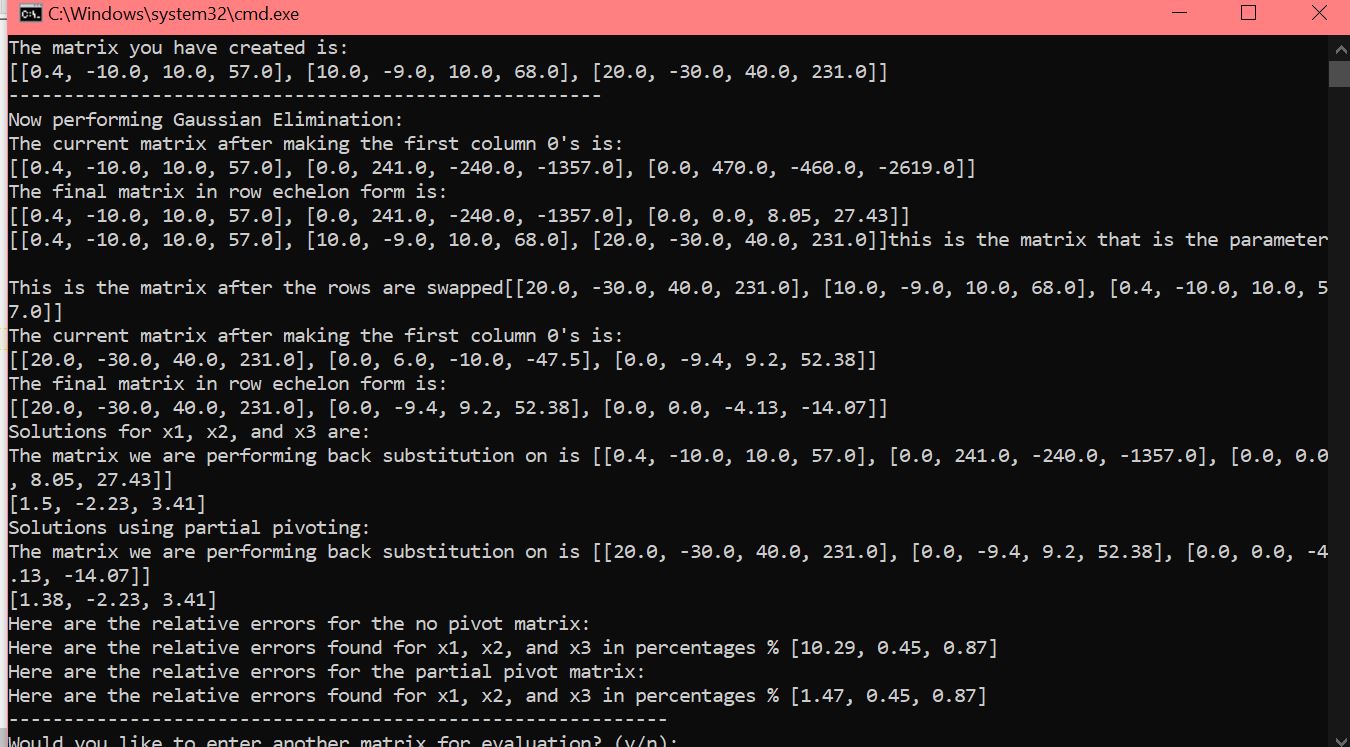 C:\Windows\system32\cmd.exe
The matrix you have created is:
[[0.4, -10.0, 10.0, 57.0], [10.0, -9.0, 10.0, 68.0], [20.0, -30.0, 40.0, 231.0]]
------------------------------------------------------
Now performing Gaussian Elimination:
The current matrix after making the first column 0's is:
[[0.4, -10.0, 10.0, 57.0], [0.0, 241.0, -240.0, -1357.0], [0.0, 470.0, -460.0, -2619.0]]
The final matrix in row echelon form is:
[[0.4, -10.0, 10.0, 57.0], [0.0, 241.0, -240.0, -1357.0], [0.0, 0.0, 8.05, 27.43]]
[[0.4, -10.0, 10.0, 57.0], [10.0, -9.0, 10.0, 68.0], [20.0, -30.0, 40.0, 231.0]]this is the matrix that is the parameter
This is the matrix after the rows are swapped[[20.0, -30.0, 40.0, 231.0], [10.0, -9.0, 10.0, 68.0], [0.4, -10.0, 10.0, 5
7.0]]
The current matrix after making the first column 0's is:
[[20.0, -30.0, 40.0, 231.0], [0.0, 6.0, -10.0, -47.5], [0.0, -9.4, 9.2, 52.38]]
The final matrix in row echelon form is:
[[20.0, -30.0, 40.0, 231.0], [0.0, -9.4, 9.2, 52.38], [0.0, 0.0, -4.13, -14.07]]
Solutions for x1, x2, and x3 are:
The matrix we are performing back substitution on is [[0.4, -10.0, 10.0, 57.0], [0.0, 241.0, -240.0, -1357.0], [0.0, 0.0
, 8.05, 27.43]]
[1.5, -2.23, 3.41]
Solutions using partial pivoting:
The matrix we are performing back substitution on is [[20.0, -30.0, 40.0, 231.0], [0.0, -9.4, 9.2, 52.38], [0.0, 0.0, -4
.13, -14.07]]
[1.38, -2.23, 3.41]
Here are the relative errors for the no pivot matrix:
Here are the relative errors found for x1, x2, and x3 in percentages % [10.29, 0.45, 0.87]
Here are the relative errors for the partial pivot matrix:
Here are the relative errors found for x1, x2, and x3 in percentages % [1.47, 0.45, 0.87]
------------------------------------------------------------
Would you like to enter another matrix for evaluation? (y/n):